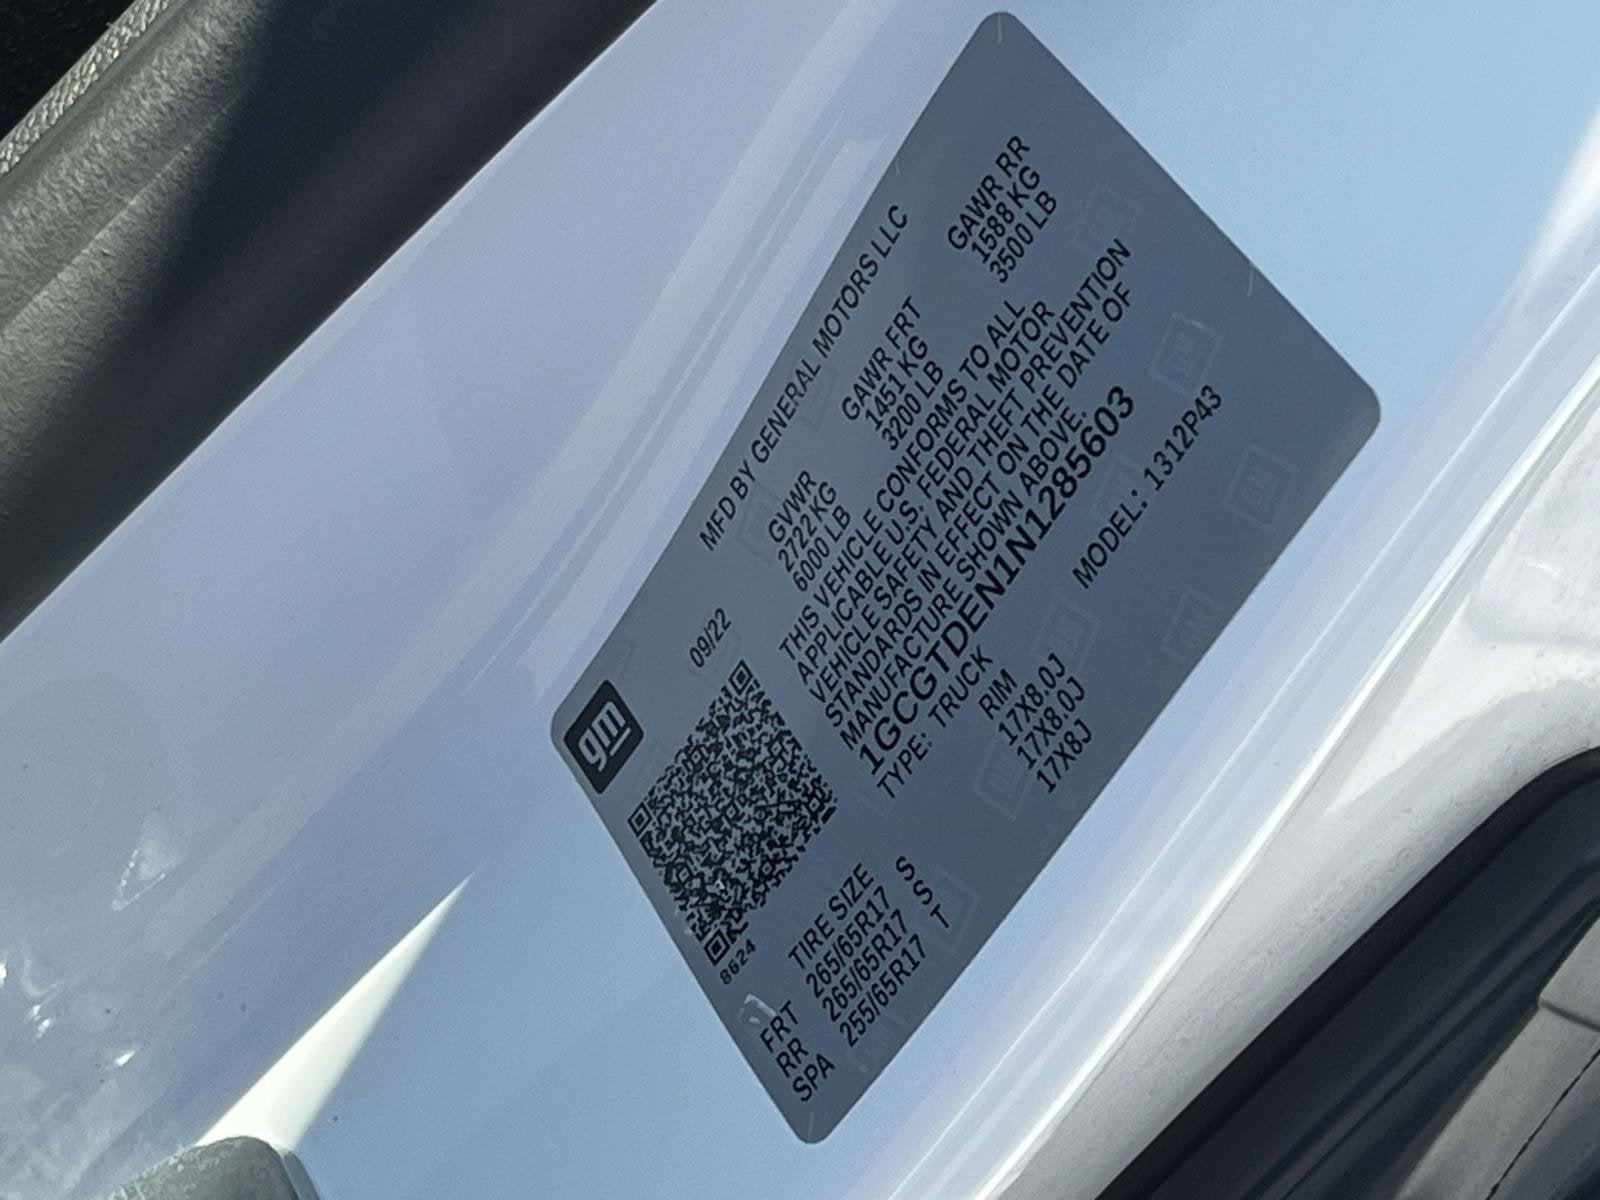 gm
MFD BY GENERAL MOTORS LLC
09/22
GVWR GAWR FRT GAWR RR
2722 KG 1451 KG 1588 KG
6000 LB 3200 LB 3500 LB
THIS VEHICLE CONFORMS TO ALL
APPLICABLE U.S. FEDERAL MOTOR
VEHICLE SAFETY AND THEFT PREVENTION
STANDARDS IN EFFECT ON THE DATE OF
MANUFACTURE SHOWN ABOVE.
8624
1GCGTDEN1N1285603
TYPE: TRUCK MODEL: 1312P43
TIRE SIZE RIM
FRT 265/65R17 S 17X8.0J
RR 265/65R17 S 17X8.0J
SPA 255/65R17 T 17X8J